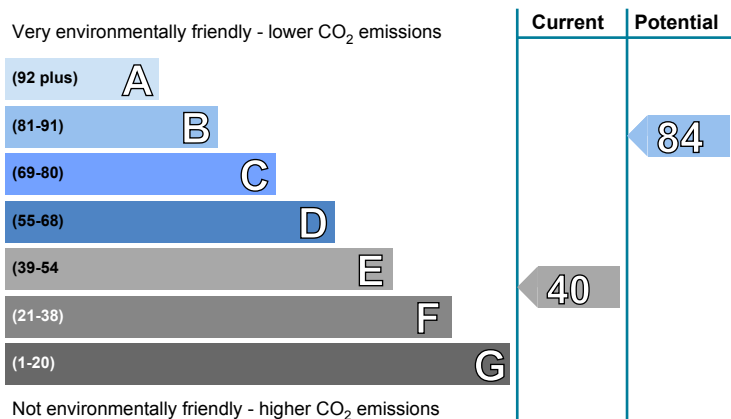 Very environmentally friendly - lower CO2 emissions
Current
Potential
(92 plus) A
(81-91) B
84
(69-80) C
(55-68) D
(39-54 E
40
(21-38) F
(1-20) G
Not environmentally friendly - higher CO2 emissions